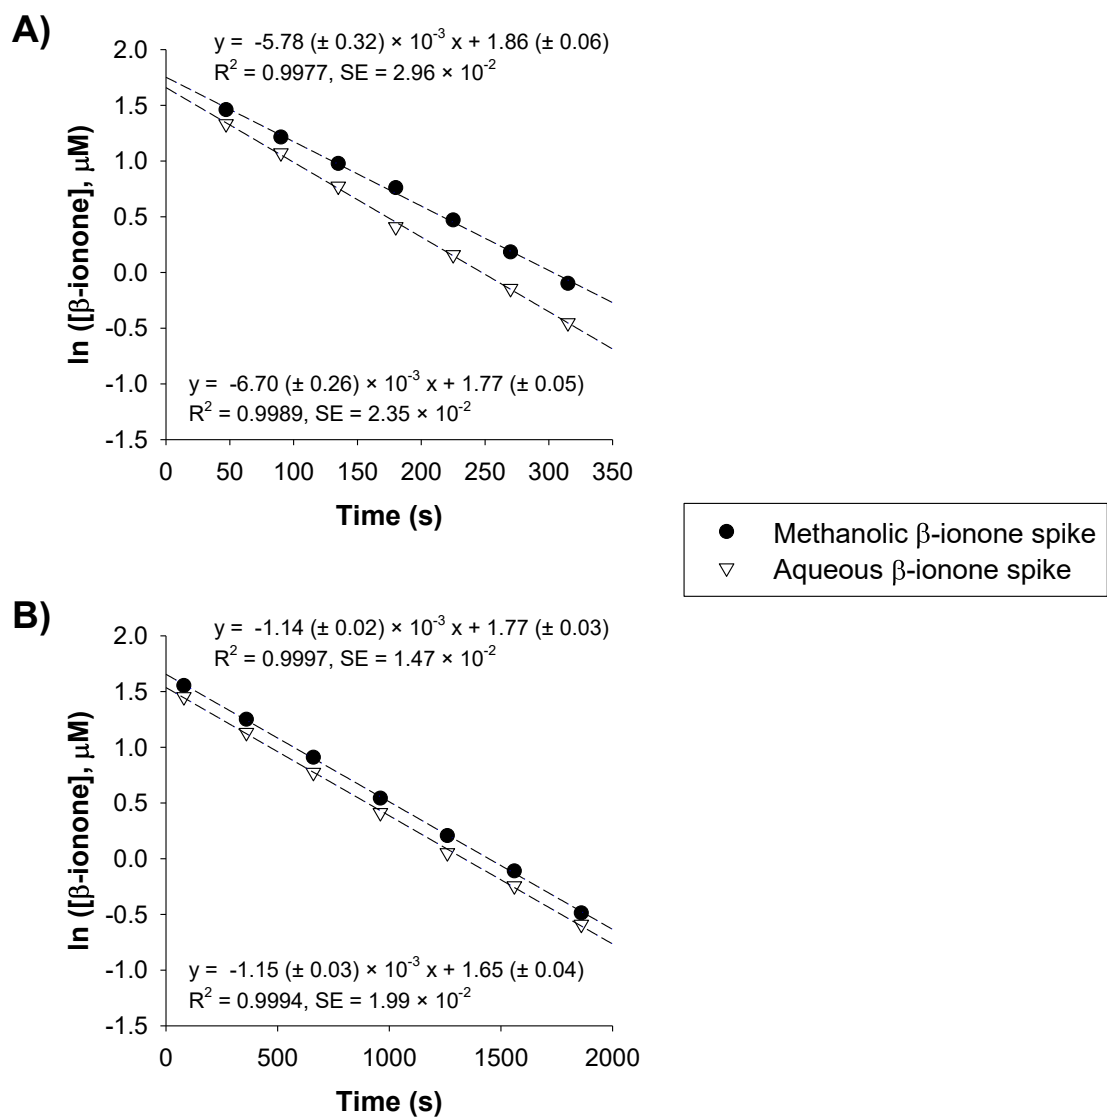 A)
y = -5.78 (± 0.32) × 10⁻³ x + 1.86 (± 0.06)
R² = 0.9977, SE = 2.96 × 10⁻²
2.0
1.5
1.0
0.5
0.0
-0.5
-1.0
-1.5
ln ([β-ionone], μM)
y = -6.70 (± 0.26) × 10⁻³ x + 1.77 (± 0.05)
R² = 0.9989, SE = 2.35 × 10⁻²
0 50 100 150 200 250 300 350
Time (s)
Methanolic β-ionone spike
Aqueous β-ionone spike
B)
y = -1.14 (± 0.02) × 10⁻³ x + 1.77 (± 0.03)
R² = 0.9997, SE = 1.47 × 10⁻²
2.0
1.5
1.0
0.5
0.0
-0.5
-1.0
-1.5
ln ([β-ionone], μM)
y = -1.15 (± 0.03) × 10⁻³ x + 1.65 (± 0.04)
R² = 0.9994, SE = 1.99 × 10⁻²
0 500 1000 1500 2000
Time (s)